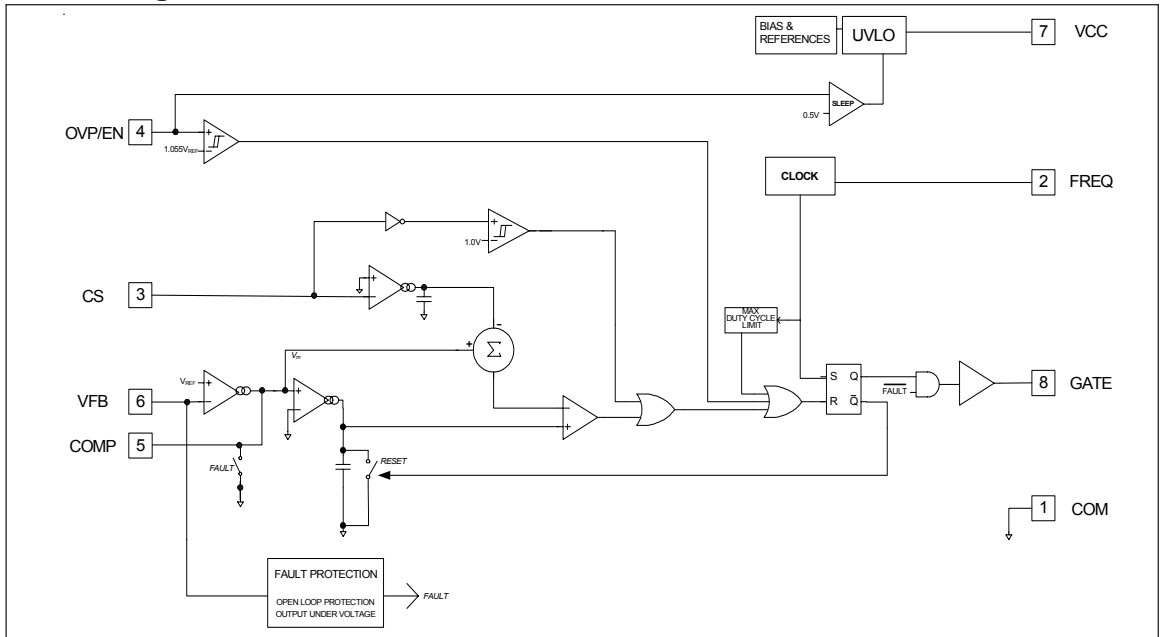 BIAS &
REFERENCES
UVLO
7 VCC
SLEEP
0.5V
OVP/EN 4
+
−
1.055VREF
CLOCK
2 FREQ
+
−
1.0V
CS 3
+
−
MAX
DUTY CYCLE
LIMIT
−
+
Σ
Vm
VREF
+
−
VFB 6
+
−
S Q
R Q̅
FAULT
8 GATE
−
+
COMP 5
FAULT
RESET
1 COM
FAULT PROTECTION
OPEN LOOP PROTECTION
OUTPUT UNDER VOLTAGE
FAULT